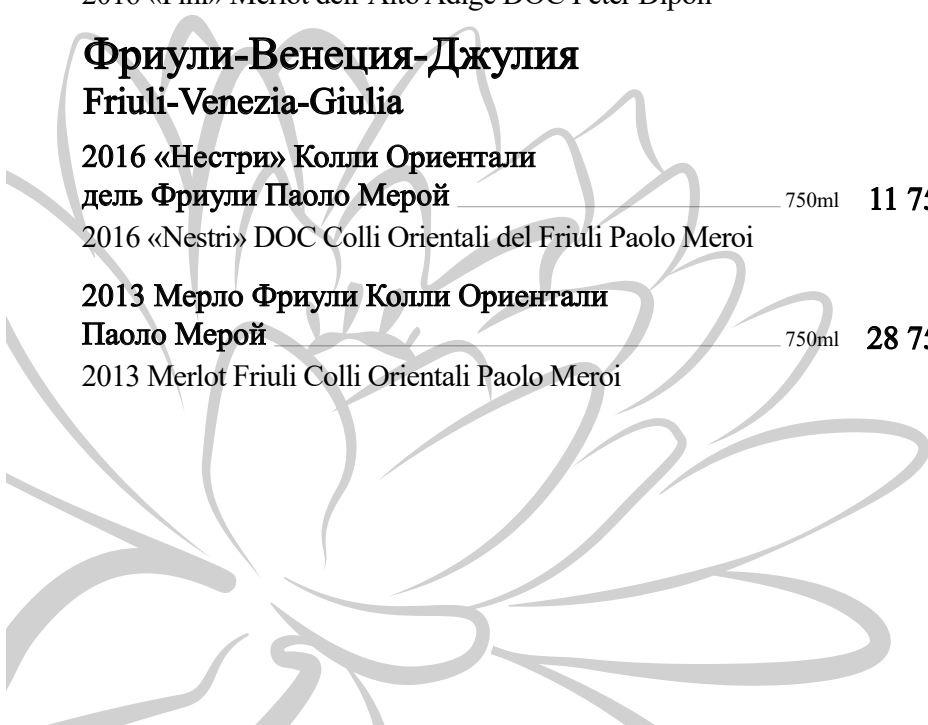 Фриули-Венеция-Джулия
Friuli-Venezia-Giulia
2016 «Нестри» Колли Ориентали
дель Фриули Паоло Мерой 750ml 11
2016 «Nestri» DOC Colli Orientali del Friuli Paolo Meroi
2013 Мерло Фриули Колли Ориентали
Паоло Мерой 750ml 28
2013 Merlot Friuli Colli Orientali Paolo Meroi